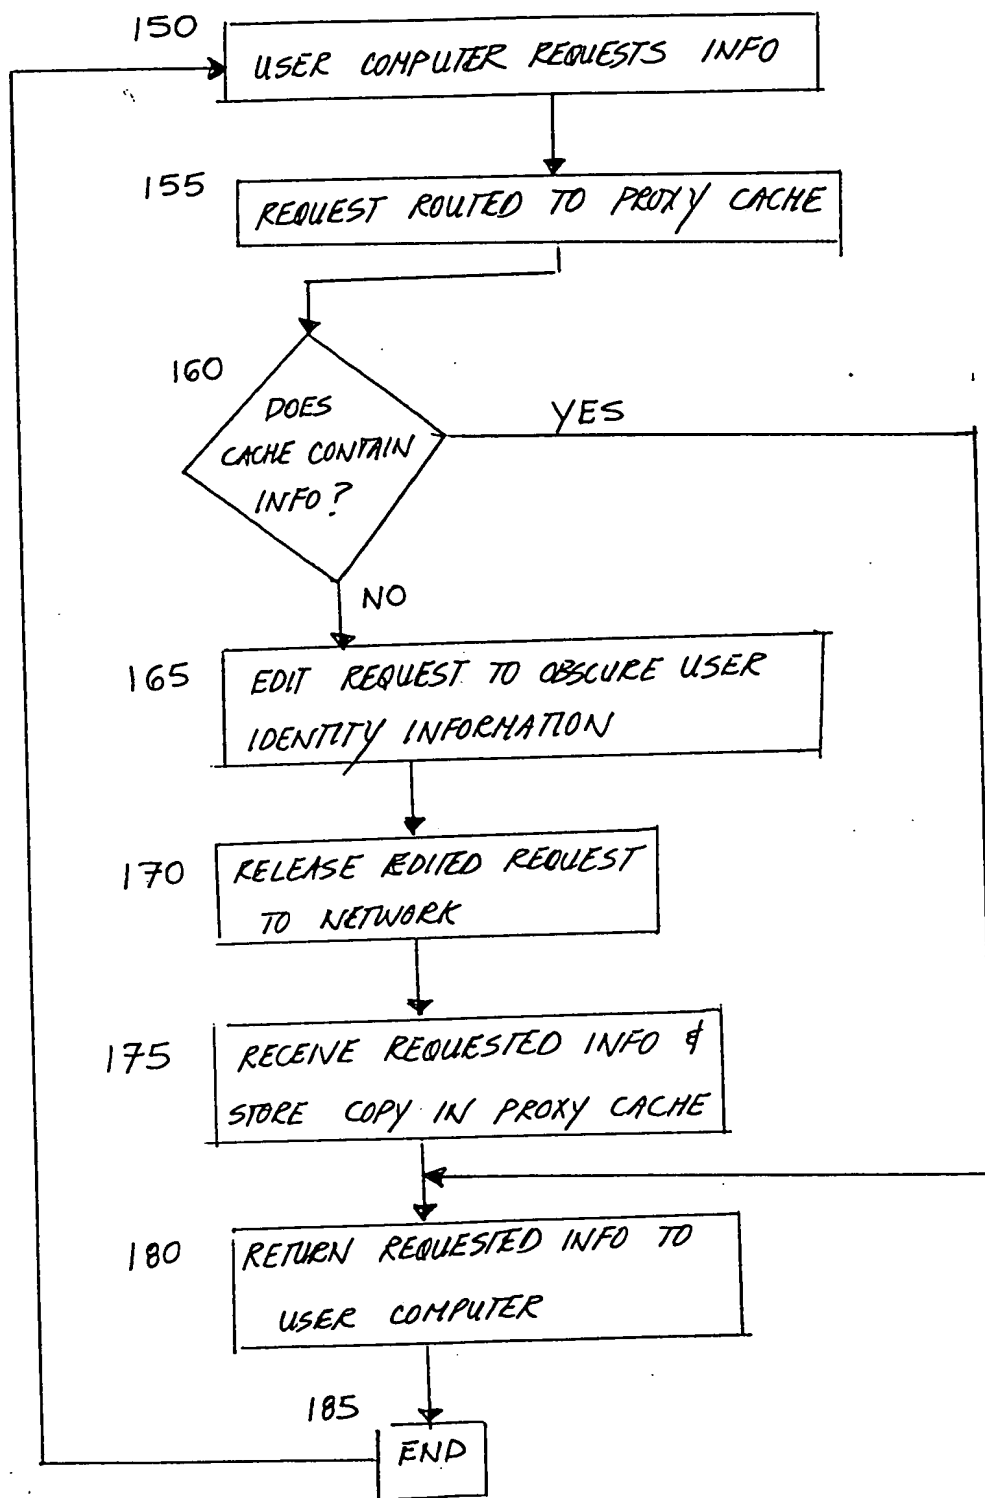 150
USER COMPUTER REQUESTS INFO
155
REQUEST ROUTED TO PROXY CACHE
160
DOES
CACHE CONTAIN
INFO?
YES
NO
165
EDIT REQUEST TO OBSCURE USER
IDENTITY INFORMATION
170
RELEASE EDITED REQUEST
TO NETWORK
175
RECEIVE REQUESTED INFO &
STORE COPY IN PROXY CACHE
180
RETURN REQUESTED INFO TO
USER COMPUTER
185
END